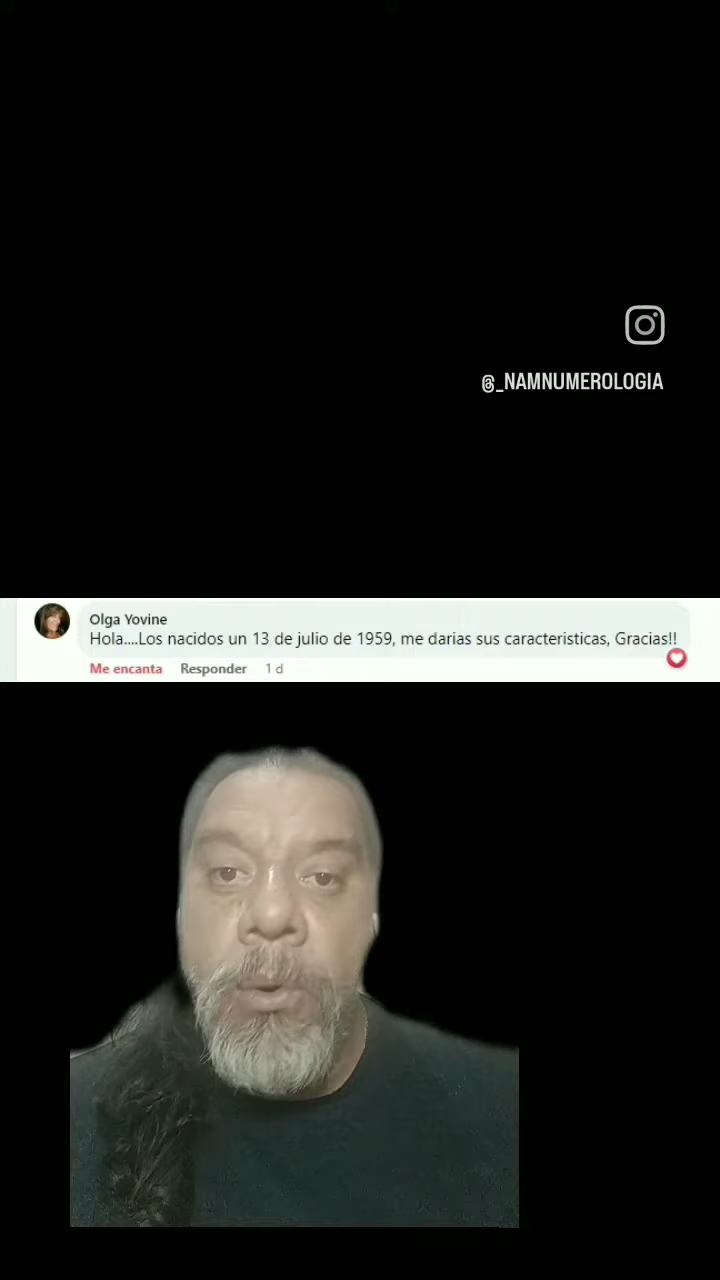 @_NAMNUMEROLOGIA
Olga Yovine
Hola....Los nacidos un 13 de julio de 1959, me darias sus caracteristicas, Gracias!!
Me encanta Responder 1 d